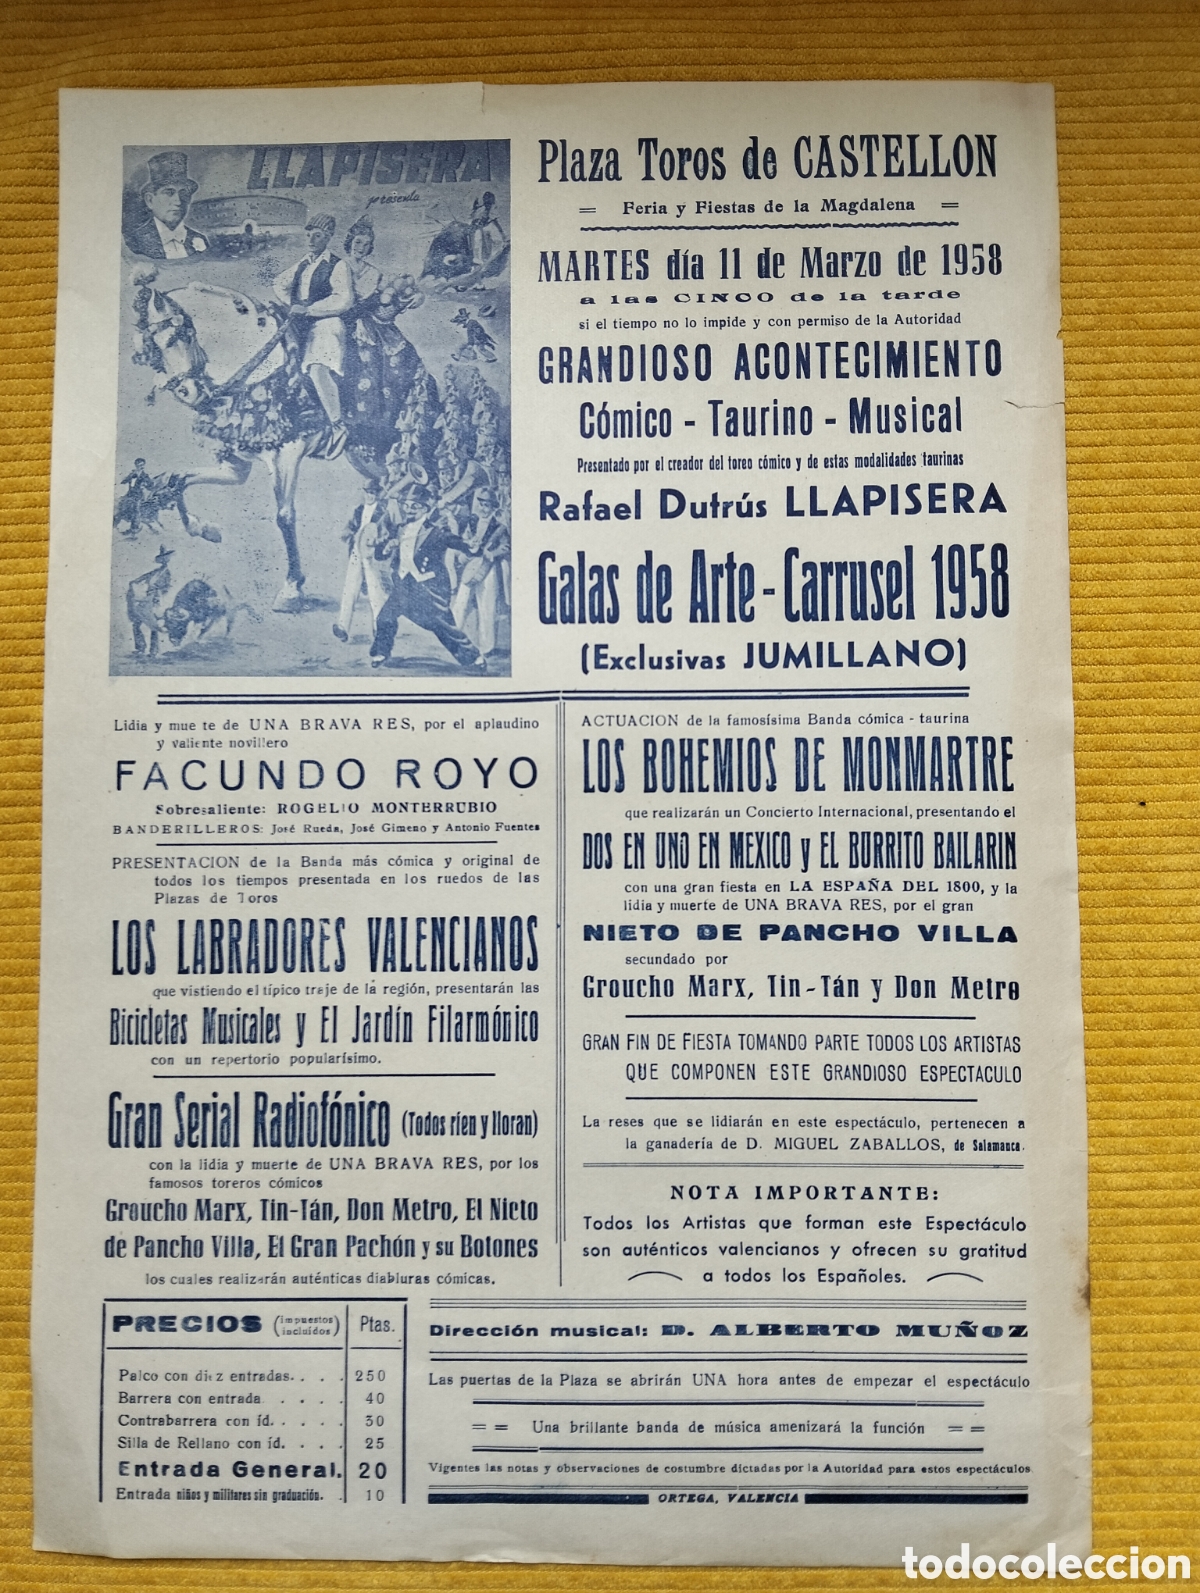 LLAPISERA
presenta
Plaza Toros de CASTELLON
= Feria y Fiestas de la Magdalena =
MARTES día 11 de Marzo de 1958
a las CINCO de la tarde
si el tiempo no lo impide y con permiso de la Autoridad
GRANDIOSO ACONTECIMIENTO
Cómico - Taurino - Musical
Presentado por el creador del toreo cómico y de estas modalidades taurinas
Rafael Dutrús LLAPISERA
Galas de Arte - Carrusel 1958
(Exclusivas JUMILLANO)
Lidia y mue te de UNA BRAVA RES, por el aplaudino
y valiente novillero
FACUNDO ROYO
Sobresaliente: ROGELIO MONTERRUBIO
BANDERILLEROS: José Rueda, José Gimeno y Antonio Fuentes
PRESENTACION de la Banda más cómica y original de
todos los tiempos presentada en los ruedos de las
Plazas de Toros
LOS LABRADORES VALENCIANOS
que vistiendo el típico traje de la región, presentarán las
Bicicletas Musicales y El Jardín Filarmónico
con un repertorio popularísimo.
Gran Serial Radiofónico (Todos ríen y lloran)
con la lidia y muerte de UNA BRAVA RES, por los
famosos toreros cómicos
Groucho Marx, Tin-Tán, Don Metro, El Nieto
de Pancho Villa, El Gran Pachón y su Botones
los cuales realizarán auténticas diabluras cómicas.
ACTUACION de la famosísima Banda cómica - taurina
LOS BOHEMIOS DE MONMARTRE
que realizarán un Concierto Internacional, presentando el
DOS EN UNO EN MEXICO y EL BURRITO BAILARIN
con una gran fiesta en LA ESPAÑA DEL 1800, y la
lidia y muerte de UNA BRAVA RES, por el gran
NIETO DE PANCHO VILLA
secundado por
Groucho Marx, Tin-Tán y Don Metro
GRAN FIN DE FIESTA TOMANDO PARTE TODOS LOS ARTISTAS
QUE COMPONEN ESTE GRANDIOSO ESPECTACULO
La reses que se lidiarán en este espectáculo, pertenecen a
la ganadería de D. MIGUEL ZABALLOS, de Salamanca.
NOTA IMPORTANTE:
Todos los Artistas que forman este Espectáculo
son auténticos valencianos y ofrecen su gratitud
a todos los Españoles.
PRECIOS (impuestos incluídos) Ptas.
Palco con diez entradas. . . . 250
Barrera con entrada . . . . 40
Contrabarrera con íd. . . . . 30
Silla de Rellano con íd. . . . 25
Entrada General. 20
Entrada niños y militares sin graduación. . 10
Dirección musical: D. ALBERTO MUÑOZ
Las puertas de la Plaza se abrirán UNA hora antes de empezar el espectáculo
= = Una brillante banda de música amenizará la función = =
Vigentes las notas y observaciones de costumbre dictadas por la Autoridad para estos espectáculos
ORTEGA, VALENCIA
todocoleccion